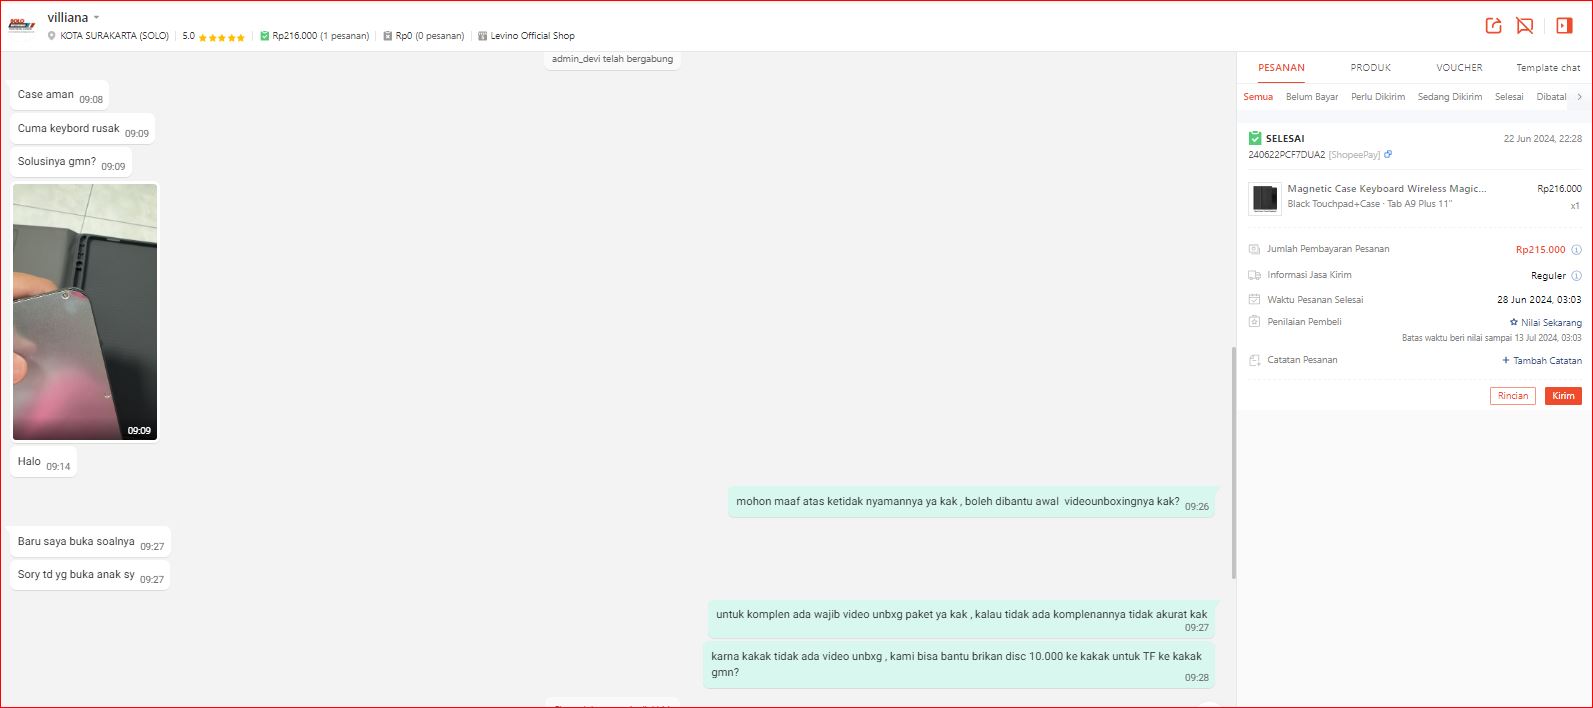 villiana
KOTA SURAKARTA (SOLO) 5.0 Rp216.000 (1 pesanan) Rp0 (0 pesanan) Levino Official Shop
admin_devi telah bergabung
Case aman 09:08
Cuma keybord rusak 09:09
Solusinya gmn? 09:09
09:09
Halo 09:14
mohon maaf atas ketidak nyamannya ya kak , boleh dibantu awal videounboxingnya kak? 09:26
Baru saya buka soalnya 09:27
Sory td yg buka anak sy 09:27
untuk komplen ada wajib video unbxg paket ya kak , kalau tidak ada komplenannya tidak akurat kak
09:27
karna kakak tidak ada video unbxg , kami bisa bantu brikan disc 10.000 ke kakak untuk TF ke kakak
gmn?
09:28
PESANAN PRODUK VOUCHER Template chat
Semua Belum Bayar Perlu Dikirim Sedang Dikirim Selesai Dibatal
SELESAI 22 Jun 2024, 22:28
240622PCF7DUA2 [ShopeePay]
Magnetic Case Keyboard Wireless Magic... Rp216.000
Black Touchpad+Case · Tab A9 Plus 11" x1
Jumlah Pembayaran Pesanan Rp215.000
Informasi Jasa Kirim Reguler
Waktu Pesanan Selesai 28 Jun 2024, 03:03
Penilaian Pembeli Nilai Sekarang
Batas waktu beri nilai sampai 13 Jul 2024, 03:03
Catatan Pesanan + Tambah Catatan
Rincian Kirim